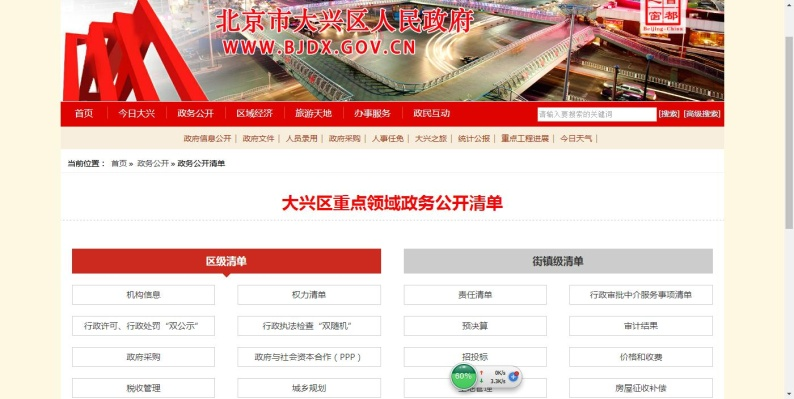 北京市大兴区人民政府
WWW.BJDX.GOV.CN
Beijing·China
首页 今日大兴 政务公开 区域经济 旅游天地 办事服务 政民互动 请输入要搜索的关键词 [搜索] [高级搜索]
政府信息公开| 政府文件| 人员录用| 政府采购| 人事任免| 大兴之旅| 统计公报| 重点工程进展| 今日天气|
当前位置： 首页» 政务公开» 政务公开清单
大兴区重点领域政务公开清单
区级清单 街镇级清单
机构信息 权力清单 责任清单 行政审批中介服务事项清单
行政许可、行政处罚“双公示” 行政执法检查“双随机” 预决算 审计结果
政府采购 政府与社会资本合作（PPP） 招投标 价格和收费
60% ↑ 0K/s
↓ 3.3K/s
税收管理 城乡规划 管理 房屋征收补偿